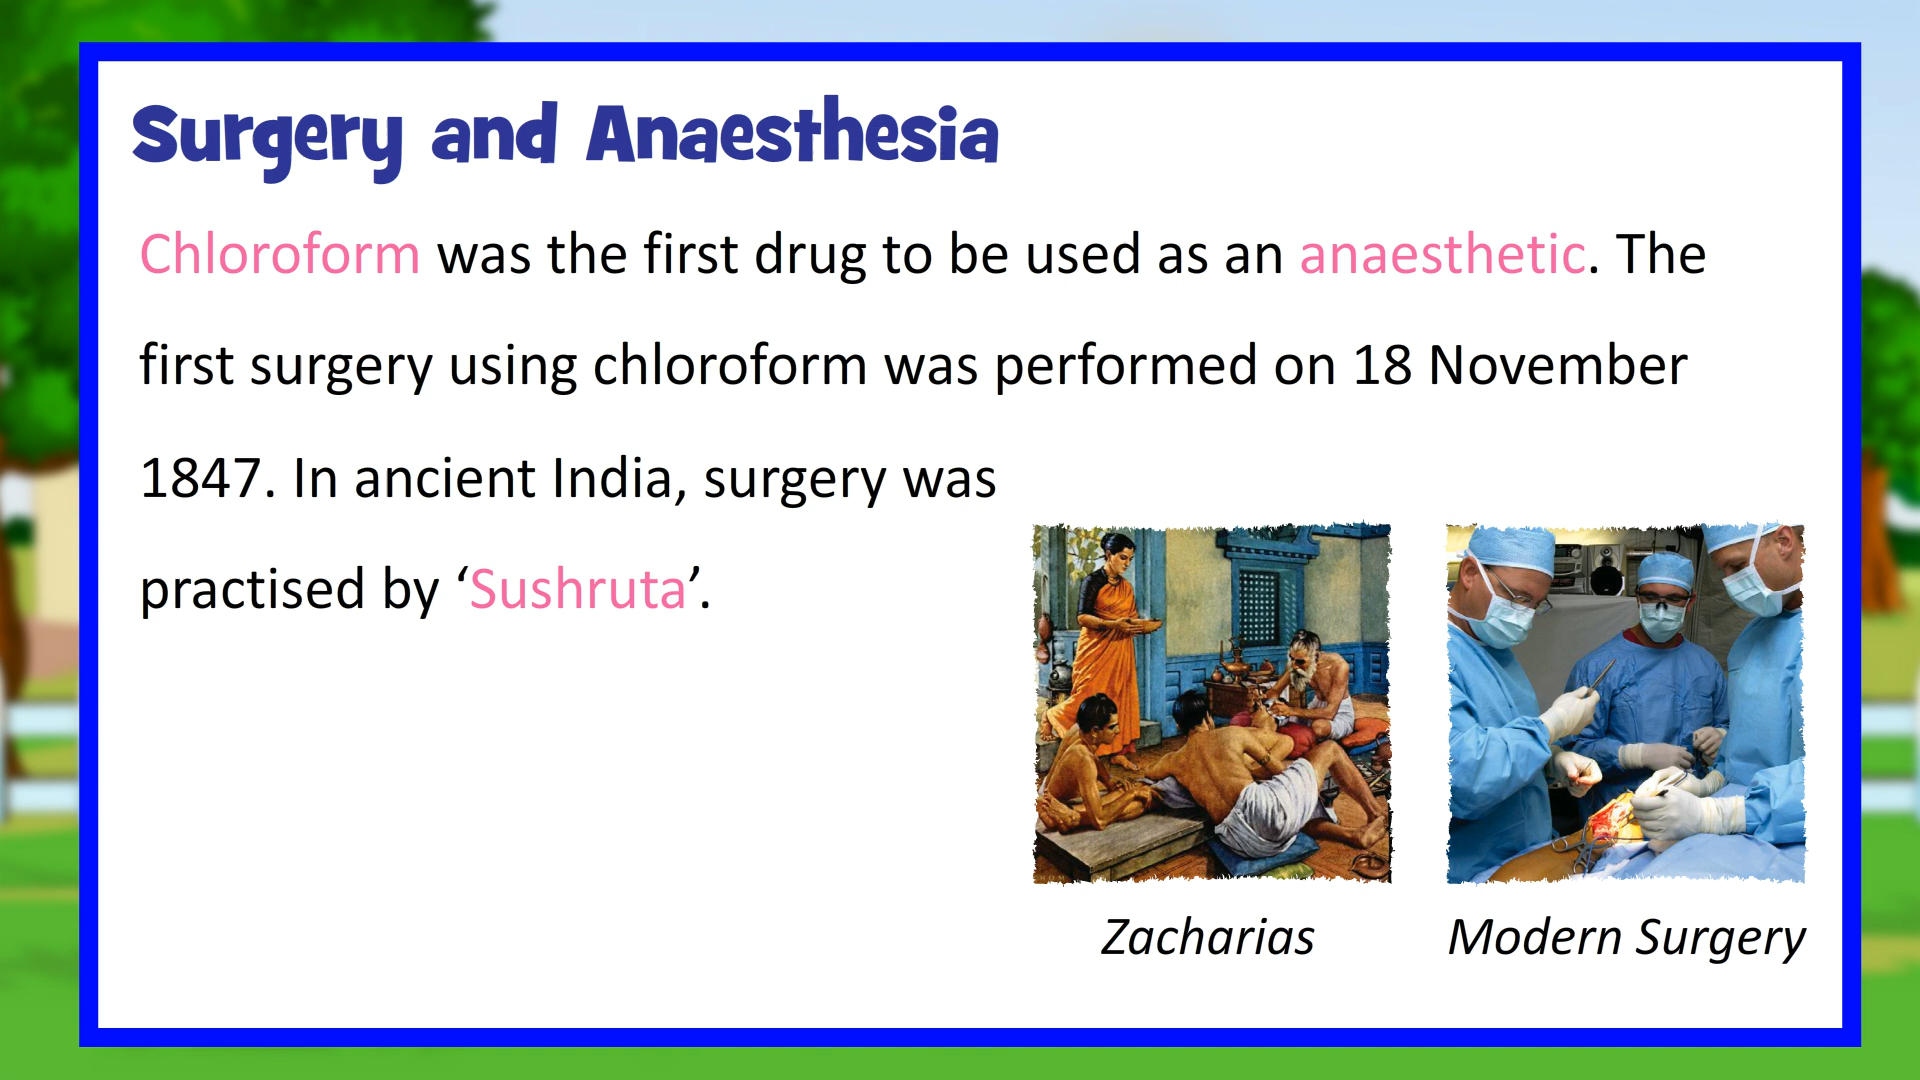 Surgery and Anaesthesia
Chloroform was the first drug to be used as an anaesthetic. The
first surgery using chloroform was performed on 18 November
1847. In ancient India, surgery was
practised by ‘Sushruta’.
Zacharias
Modern Surgery